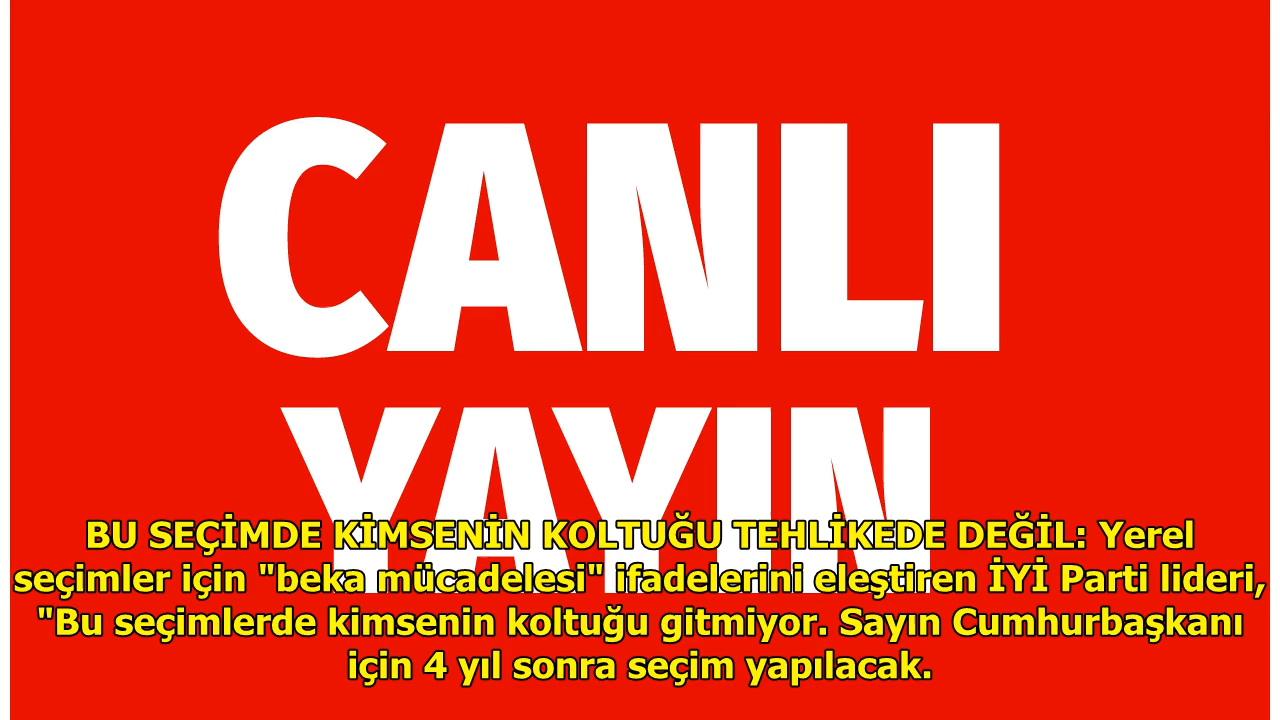 CANLI
YAYIN
BU SEÇİMDE KİMSENİN KOLTUĞU TEHLİKEDE DEĞİL: Yerel
seçimler için "beka mücadelesi" ifadelerini eleştiren İYİ Parti lideri,
"Bu seçimlerde kimsenin koltuğu gitmiyor. Sayın Cumhurbaşkanı
için 4 yıl sonra seçim yapılacak.